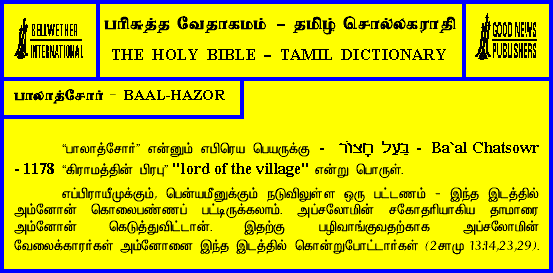 BELLWETHER
INTERNATIONAL
பரிசுத்த வேதாகமம் – தமிழ் சொல்லகராதி
THE HOLY BIBLE – TAMIL DICTIONARY
GOOD NEWS
PUBLISHERS
பாலாத்சோர் – BAAL-HAZOR
“பாலாத்சோர்” என்னும் எபிரெய பெயருக்கு - בַּעַל חָצוֹר - Ba`al Chatsowr
- 1178 “கிராமத்தின் பிரபு” "lord of the village" என்று பொருள்.
எப்பிராயீமுக்கும், பென்யமீனுக்கும் நடுவிலுள்ள ஒரு பட்டணம் - இந்த இடத்தில்
அம்னோன் கொலைபண்ணப் பட்டிருக்கலாம். அப்சலோமின் சகோதரியாகிய தாமாரை
அம்னோன் கெடுத்துவிட்டான். இதற்கு பழிவாங்குவதற்காக அப்சலோமின்
வேலைக்காரர்கள் அம்னோனை இந்த இடத்தில் கொன்றுபோட்டார்கள் (2சாமு 13:14,23,29).